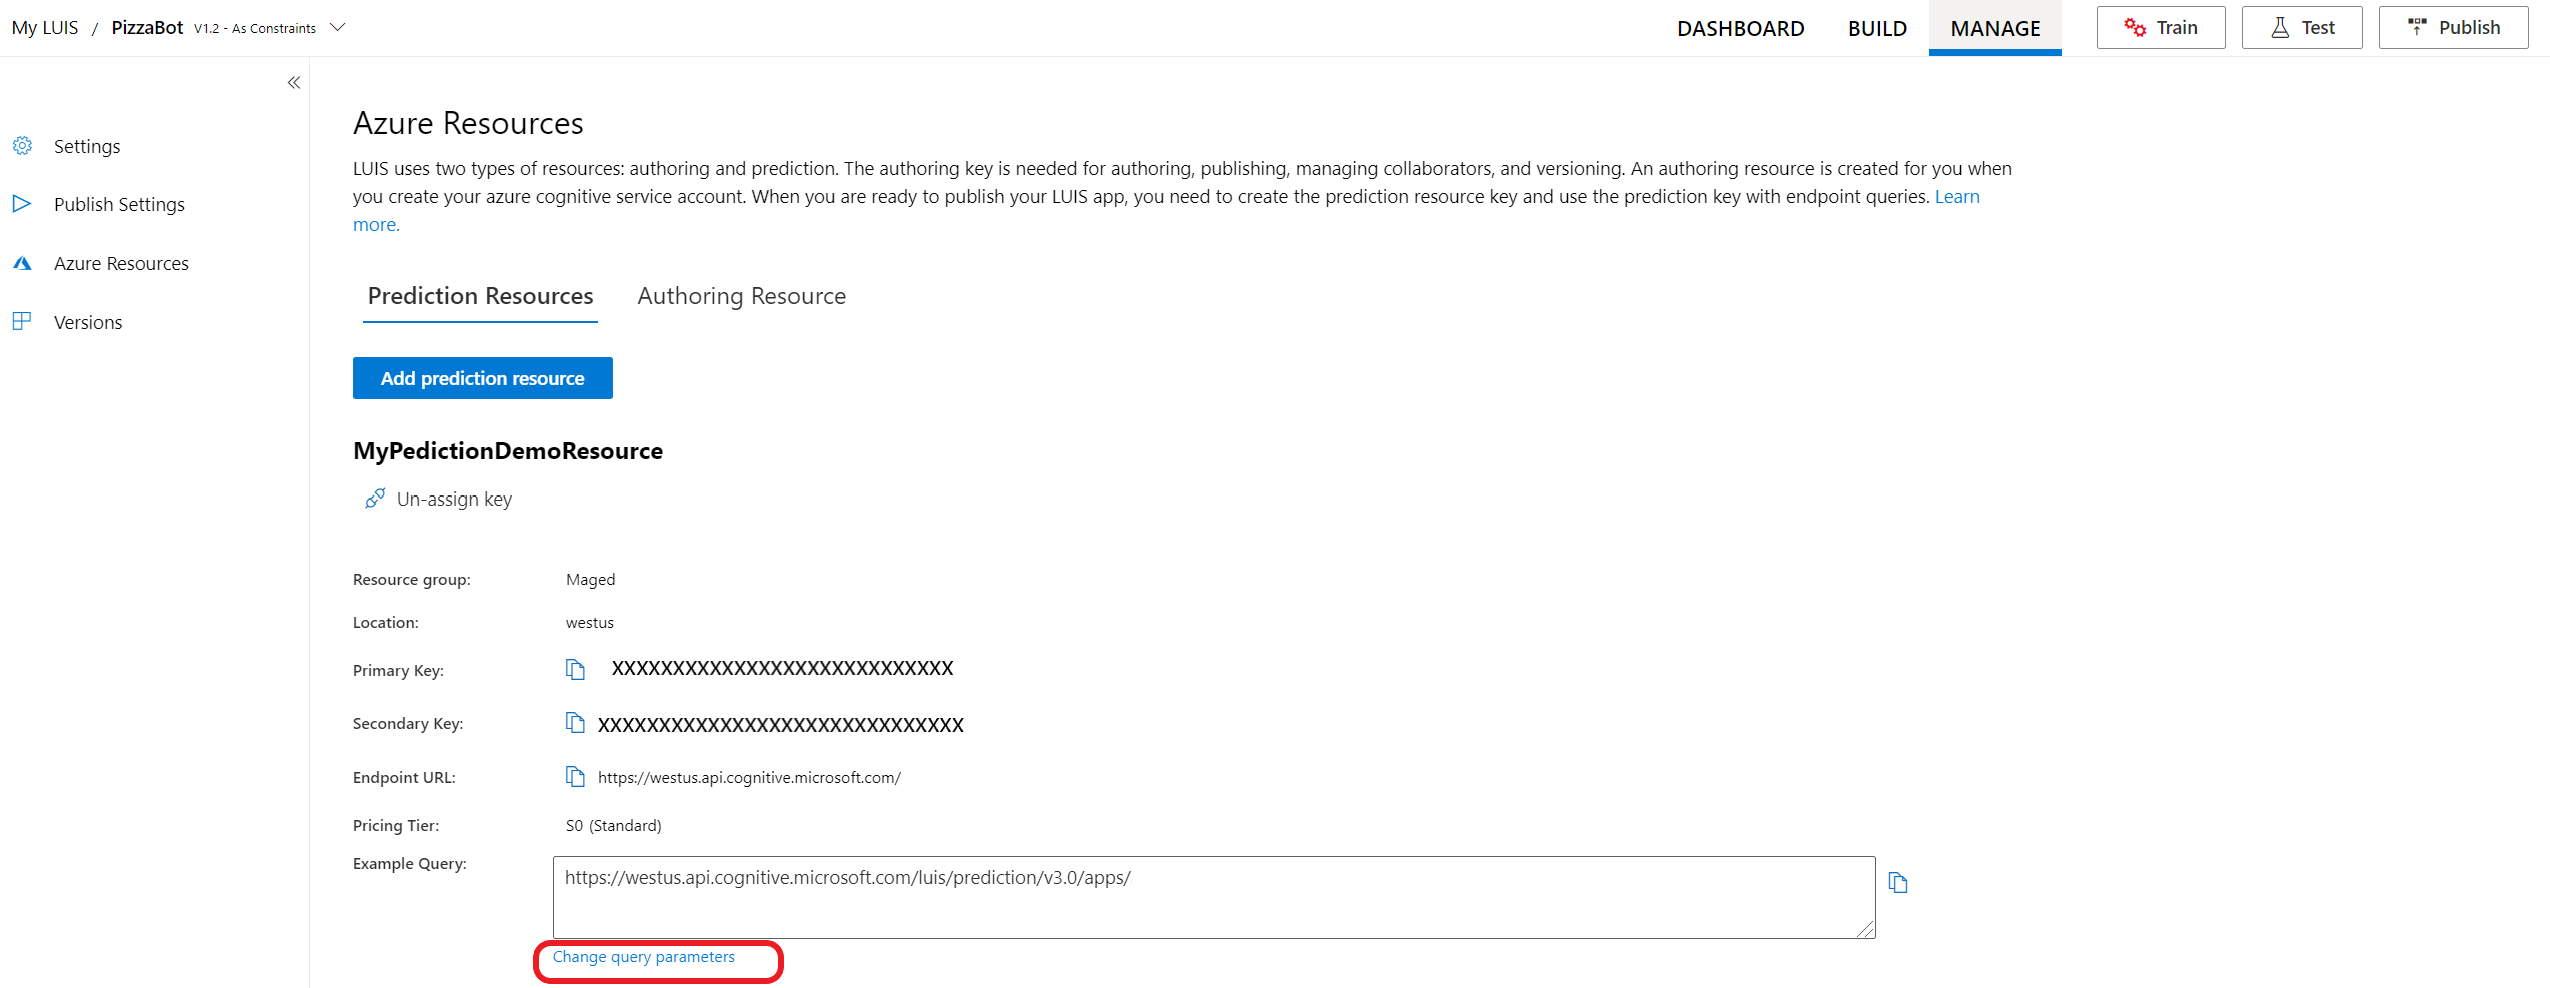 My LUIS / PizzaBot V1.2 - As Constraints
DASHBOARD BUILD MANAGE Train Test Publish
Settings
Publish Settings
Azure Resources
Versions
Azure Resources
LUIS uses two types of resources: authoring and prediction. The authoring key is needed for authoring, publishing, managing collaborators, and versioning. An authoring resource is created for you when
you create your azure cognitive service account. When you are ready to publish your LUIS app, you need to create the prediction resource key and use the prediction key with endpoint queries. Learn
more.
Prediction Resources Authoring Resource
Add prediction resource
MyPedictionDemoResource
Un-assign key
Resource group: Maged
Location: westus
Primary Key: XXXXXXXXXXXXXXXXXXXXXXXXXXXX
Secondary Key: XXXXXXXXXXXXXXXXXXXXXXXXXXXXXX
Endpoint URL: https://westus.api.cognitive.microsoft.com/
Pricing Tier: S0 (Standard)
Example Query: https://westus.api.cognitive.microsoft.com/luis/prediction/v3.0/apps/
Change query parameters